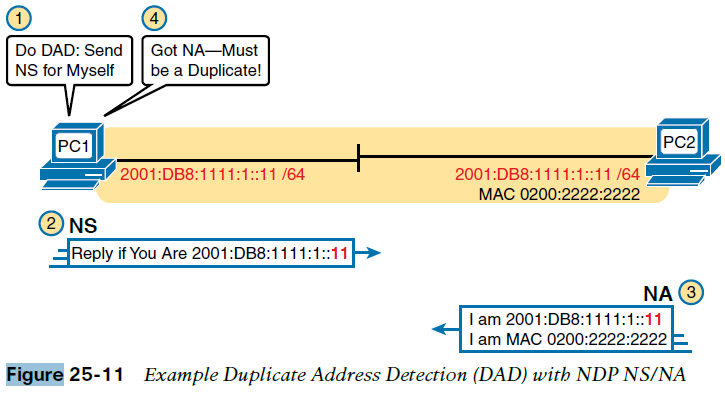 1
4
Do DAD: Send
NS for Myself
Got NA—Must
be a Duplicate!
PC1
PC2
2001:DB8:1111:1::11 /64
2001:DB8:1111:1::11 /64
MAC 0200:2222:2222
2 NS
Reply if You Are 2001:DB8:1111:1::11
NA 3
I am 2001:DB8:1111:1::11
I am MAC 0200:2222:2222
Figure 25-11 Example Duplicate Address Detection (DAD) with NDP NS/NA